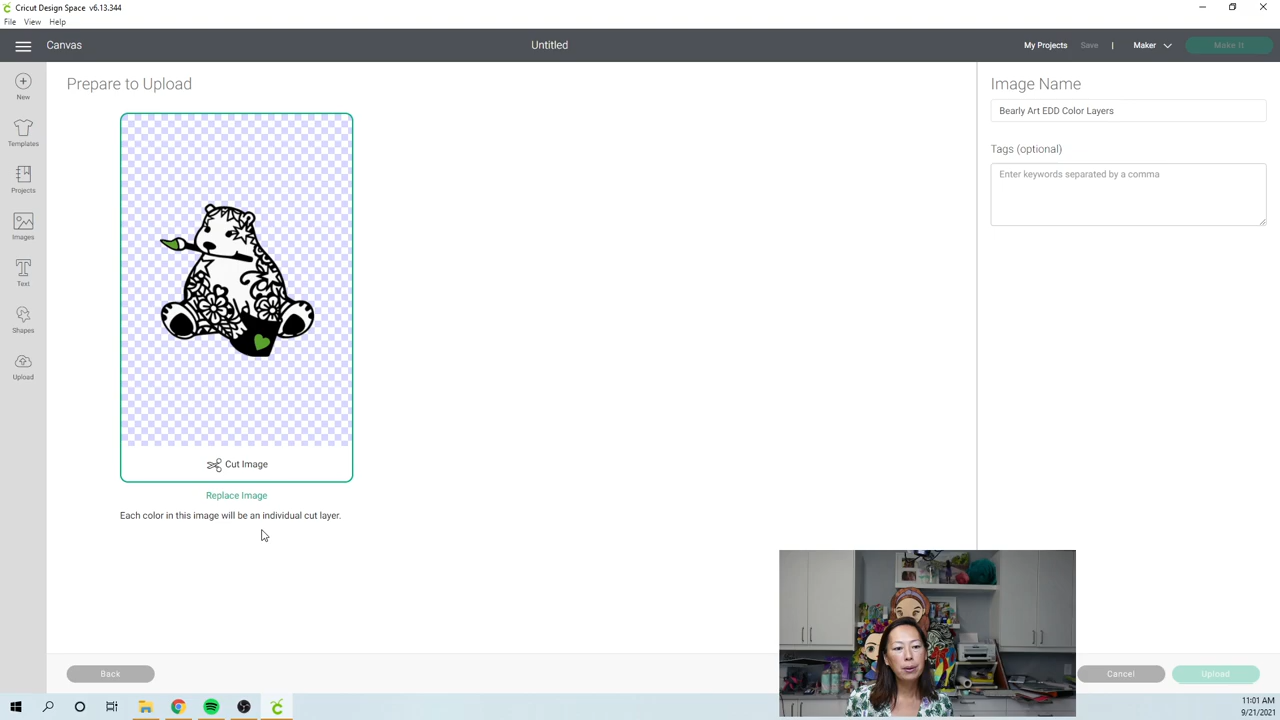 Cricut Design Space v6.13.344
File View Help
Canvas
Untitled
My Projects Save | Maker Make It
New
Templates
Projects
Images
Text
Shapes
Upload
Prepare to Upload
Cut Image
Replace Image
Each color in this image will be an individual cut layer.
Image Name
Bearly Art EDD Color Layers
Tags (optional)
Enter keywords separated by a comma
Back
Cancel
Upload
11:01 AM
9/21/2021